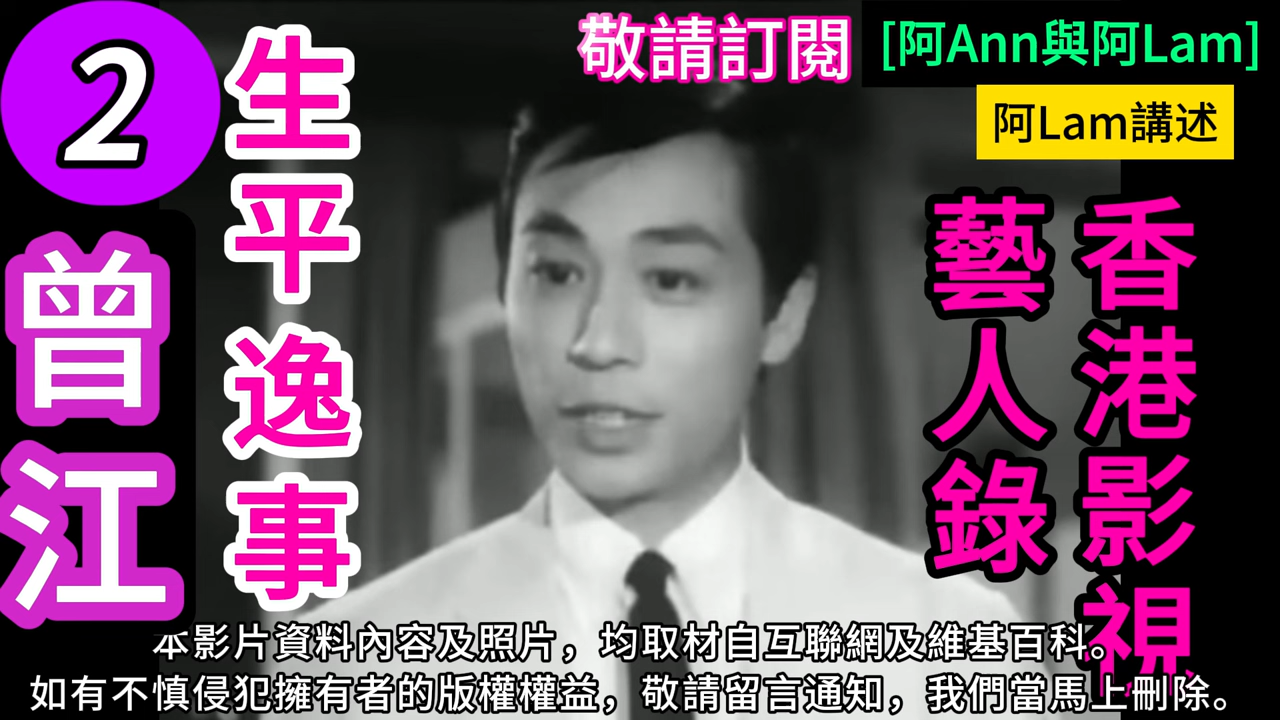 2
曾江
生平逸事
敬請訂閱
[阿Ann與阿Lam]
阿Lam講述
香港影視
藝人錄
本影片資料內容及照片，均取材自互聯網及維基百科。
如有不慎侵犯擁有者的版權權益，敬請留言通知，我們當馬上刪除。